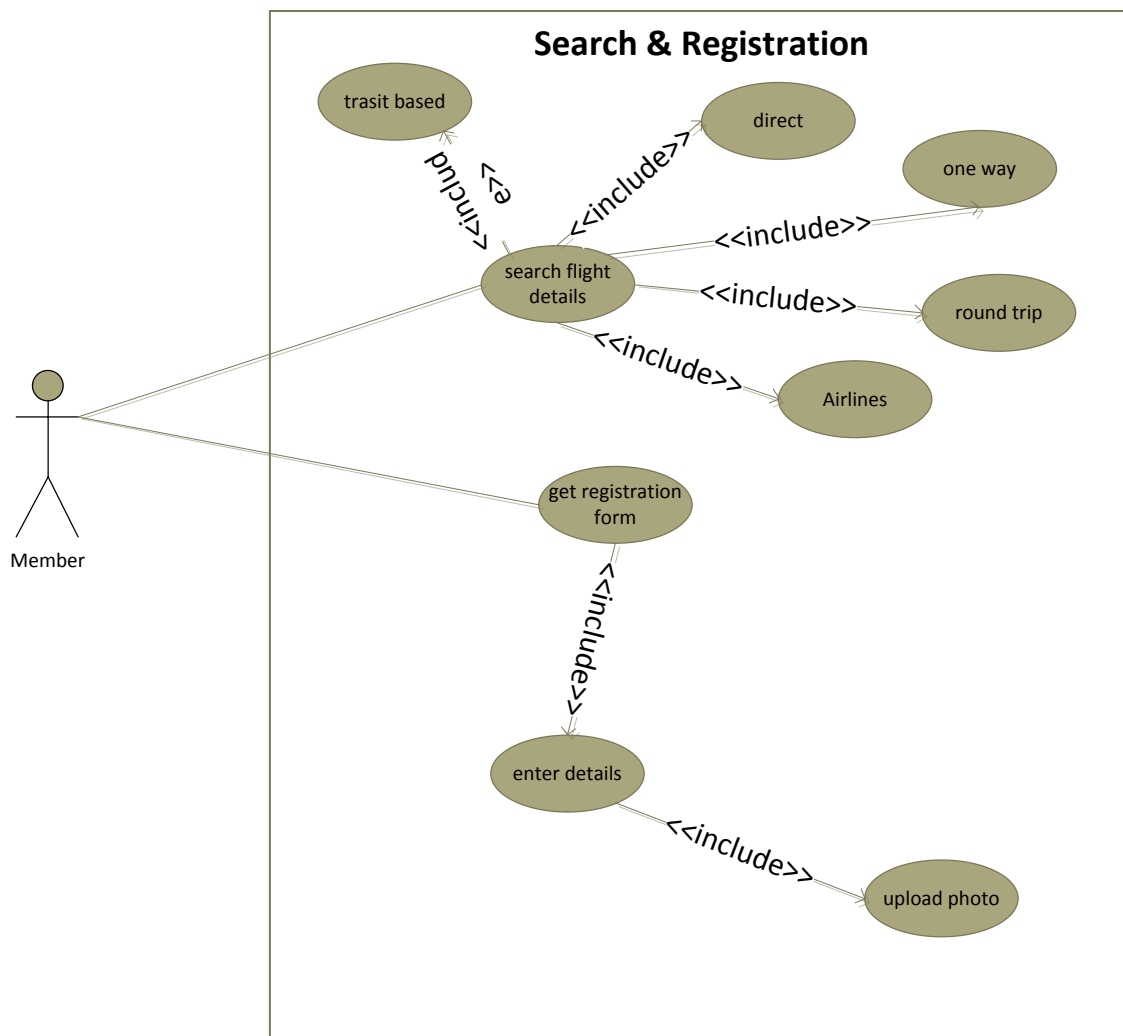 Search & Registration
trasit based
direct
one way
<<includ
e>>
<<include>>
<<include>>
search flight
details
<<include>>
round trip
<<include>>
Airlines
Member
get registration
form
<<include>>
enter details
<<include>>
upload photo